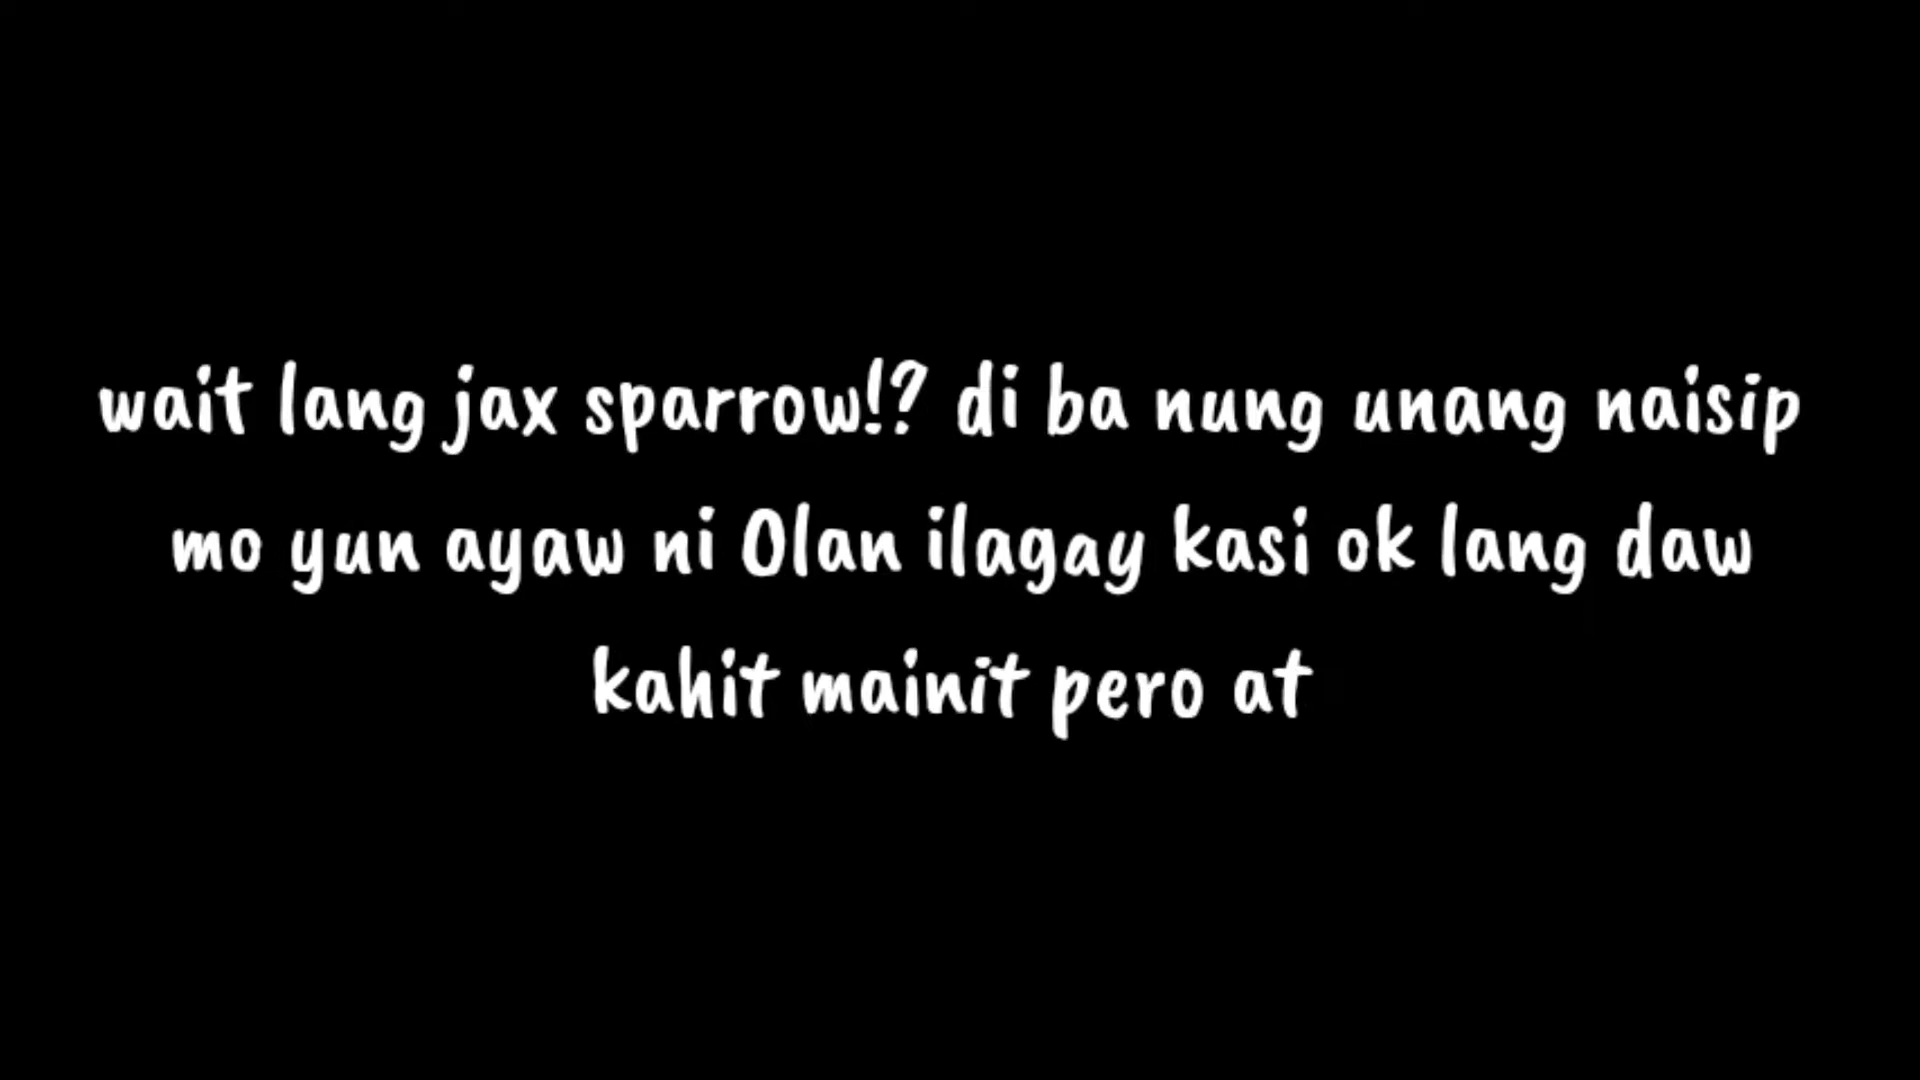 wait lang jax sparrow!? di ba nung unang naisip
mo yun ayaw ni Olan ilagay kasi ok lang daw
kahit mainit pero at